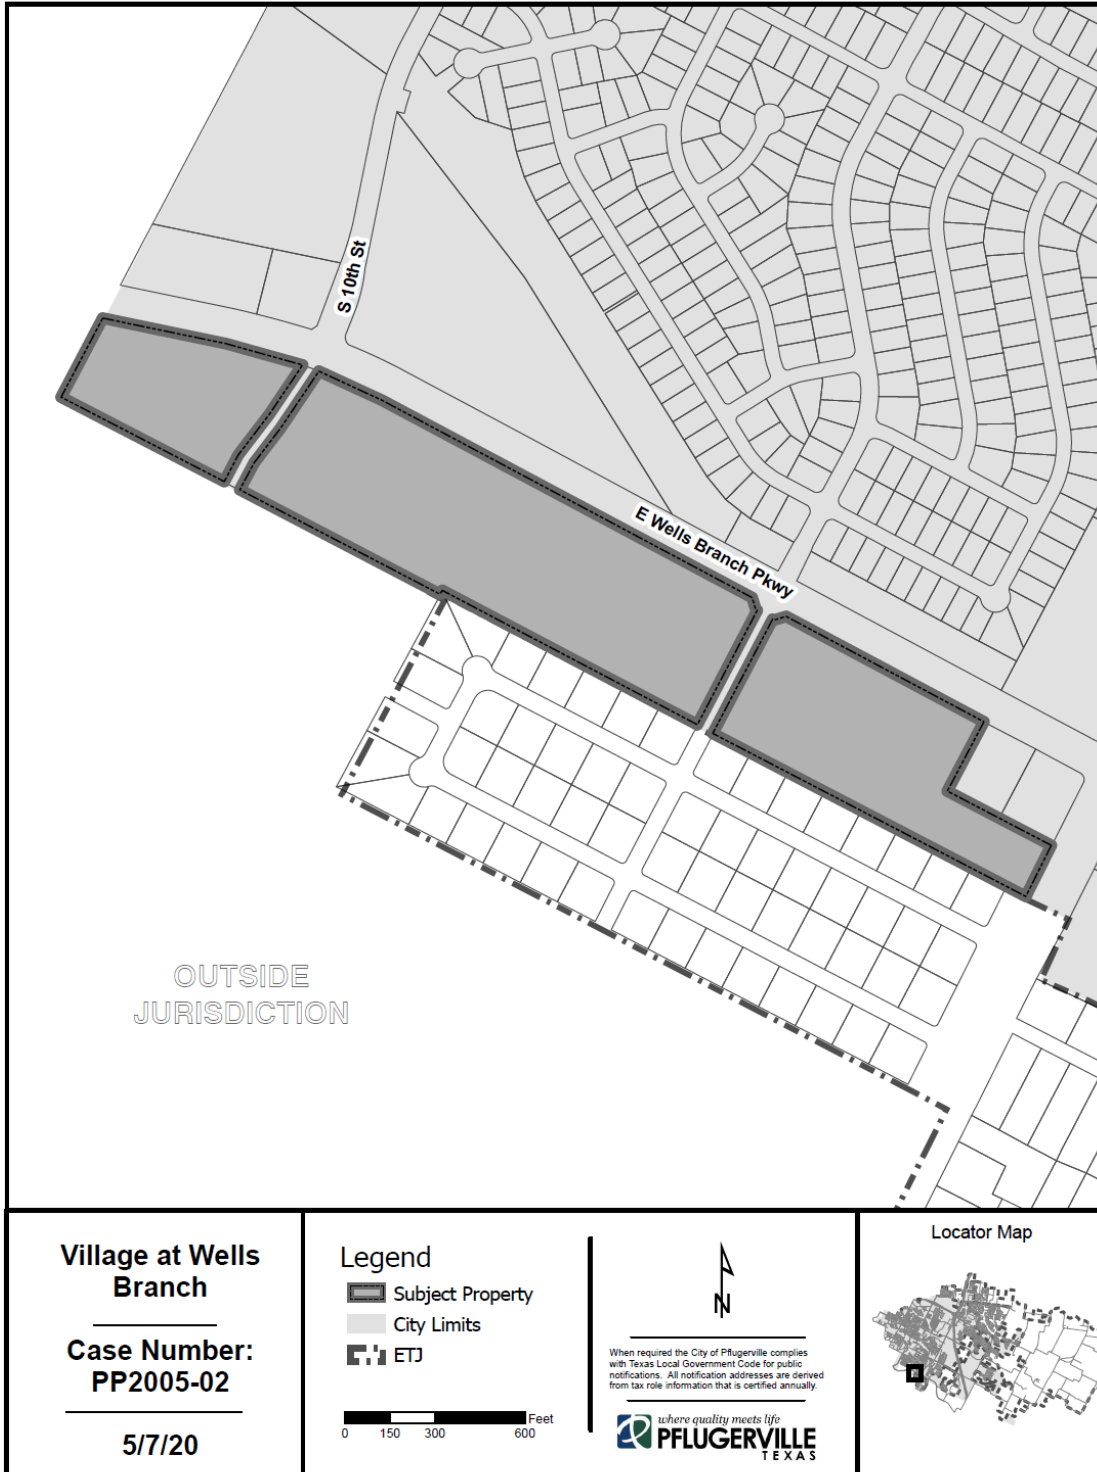 S 10th St
E Wells Branch Pkwy
OUTSIDE
JURISDICTION
Village at Wells
Branch
Case Number:
PP2005-02
5/7/20
Legend
Subject Property
City Limits
ETJ
Feet
0 150 300 600
N
When required the City of Pflugerville complies
with Texas Local Government Code for public
notifications. All notification addresses are derived
from tax role information that is certified annually.
where quality meets life
PFLUGERVILLE
TEXAS
Locator Map